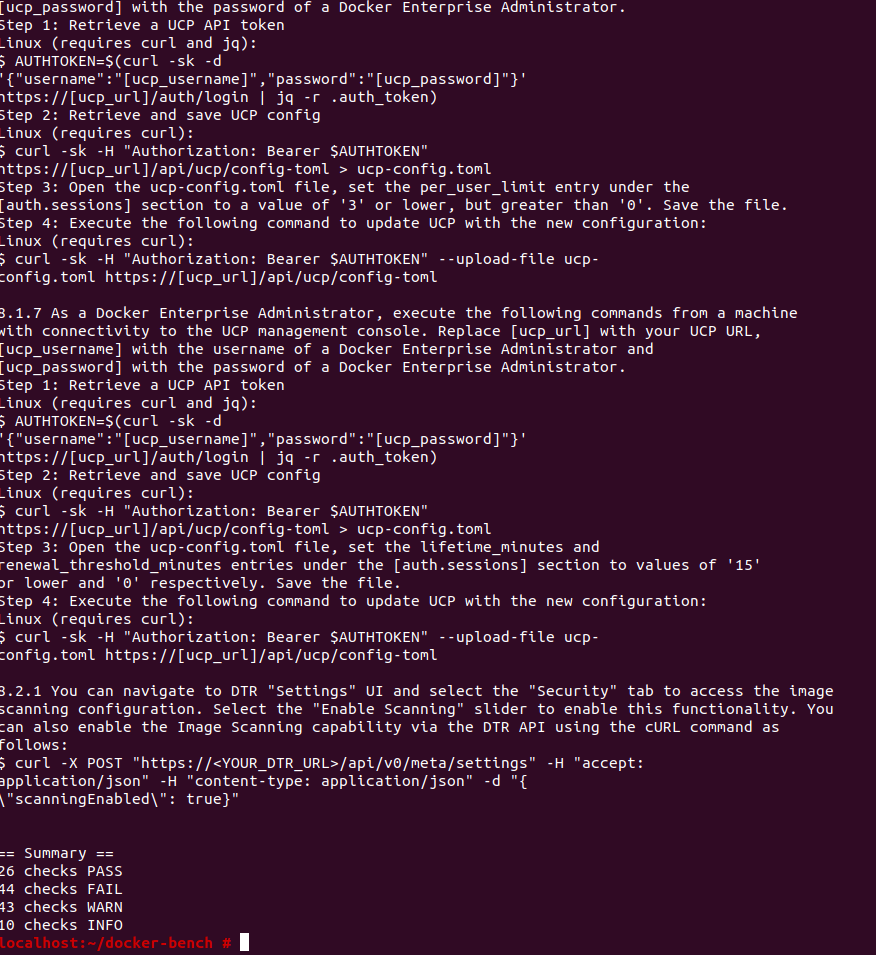 [ucp_password] with the password of a Docker Enterprise Administrator.
Step 1: Retrieve a UCP API token
Linux (requires curl and jq):
$ AUTHTOKEN=$(curl -sk -d
'{"username":"[ucp_username]","password":"[ucp_password]"}'
https://[ucp_url]/auth/login | jq -r .auth_token)
Step 2: Retrieve and save UCP config
Linux (requires curl):
$ curl -sk -H "Authorization: Bearer $AUTHTOKEN"
https://[ucp_url]/api/ucp/config-toml > ucp-config.toml
Step 3: Open the ucp-config.toml file, set the per_user_limit entry under the
[auth.sessions] section to a value of '3' or lower, but greater than '0'. Save the file.
Step 4: Execute the following command to update UCP with the new configuration:
Linux (requires curl):
$ curl -sk -H "Authorization: Bearer $AUTHTOKEN" --upload-file ucp-
config.toml https://[ucp_url]/api/ucp/config-toml

8.1.7 As a Docker Enterprise Administrator, execute the following commands from a machine
with connectivity to the UCP management console. Replace [ucp_url] with your UCP URL,
[ucp_username] with the username of a Docker Enterprise Administrator and
[ucp_password] with the password of a Docker Enterprise Administrator.
Step 1: Retrieve a UCP API token
Linux (requires curl and jq):
$ AUTHTOKEN=$(curl -sk -d
'{"username":"[ucp_username]","password":"[ucp_password]"}'
https://[ucp_url]/auth/login | jq -r .auth_token)
Step 2: Retrieve and save UCP config
Linux (requires curl):
$ curl -sk -H "Authorization: Bearer $AUTHTOKEN"
https://[ucp_url]/api/ucp/config-toml > ucp-config.toml
Step 3: Open the ucp-config.toml file, set the lifetime_minutes and
renewal_threshold_minutes entries under the [auth.sessions] section to values of '15'
or lower and '0' respectively. Save the file.
Step 4: Execute the following command to update UCP with the new configuration:
Linux (requires curl):
$ curl -sk -H "Authorization: Bearer $AUTHTOKEN" --upload-file ucp-
config.toml https://[ucp_url]/api/ucp/config-toml

8.2.1 You can navigate to DTR "Settings" UI and select the "Security" tab to access the image
scanning configuration. Select the "Enable Scanning" slider to enable this functionality. You
can also enable the Image Scanning capability via the DTR API using the cURL command as
follows:
$ curl -X POST "https://<YOUR_DTR_URL>/api/v0/meta/settings" -H "accept:
application/json" -H "content-type: application/json" -d "{
\"scanningEnabled\": true}"

== Summary ==
26 checks PASS
44 checks FAIL
43 checks WARN
10 checks INFO
localhost:~/docker-bench #